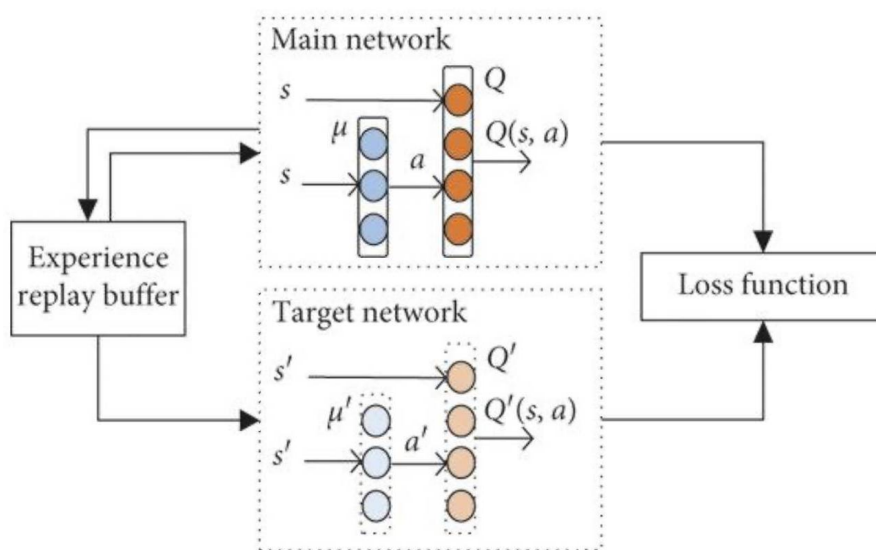 Main network
s
Q
μ
Q(s, a)
s
a
Experience
replay buffer
Loss function
Target network
s′
Q′
μ′
Q′(s, a)
s′
a′